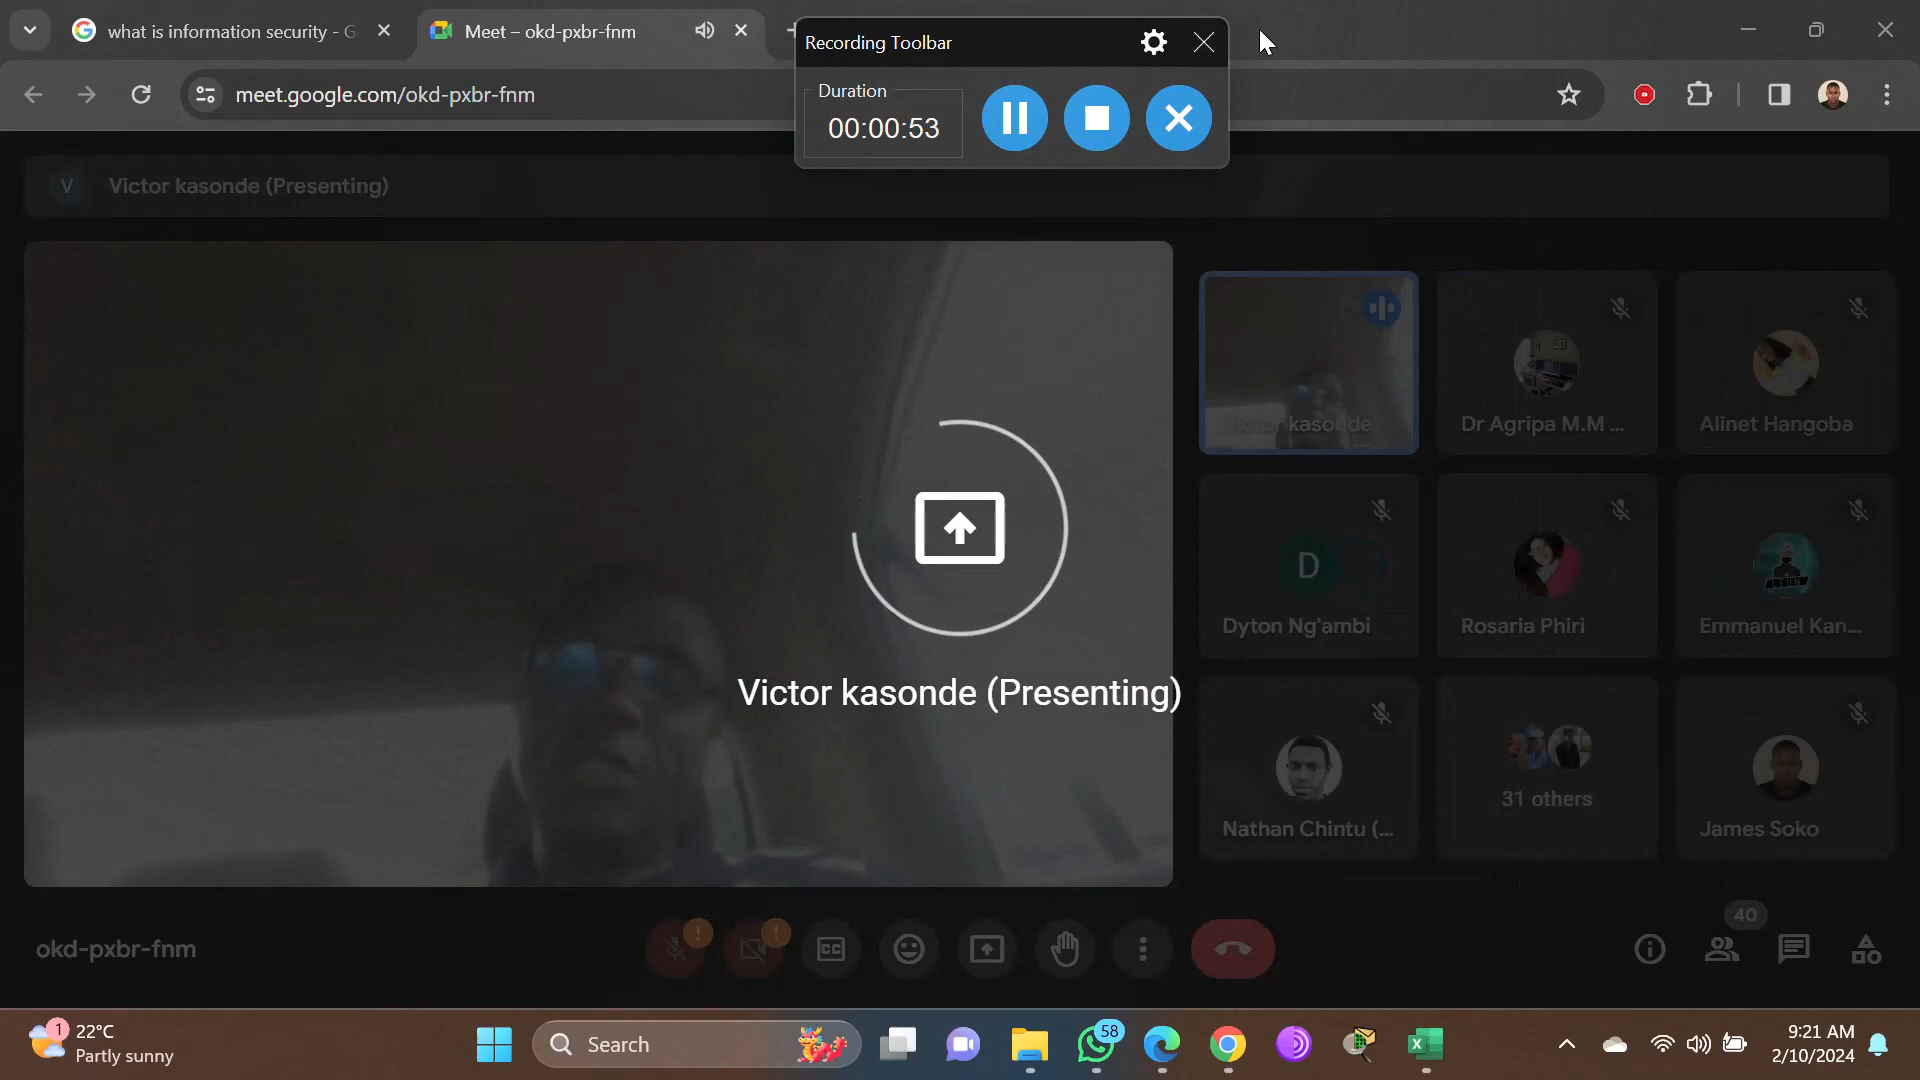 what is information security - G
Meet – okd-pxbr-fnm
Recording Toolbar
meet.google.com/okd-pxbr-fnm
Duration
00:00:53
V
Victor kasonde (Presenting)
kasonde
Dr Agripa M.M ...
Alinet Hangoba
D
Dyton Ng'ambi
Rosaria Phiri
Emmanuel Kan...
Victor kasonde (Presenting)
31 others
Nathan Chintu (...
James Soko
okd-pxbr-fnm
!
!
CC
40
1
22°C
Partly sunny
Search
58
X
9:21 AM
2/10/2024